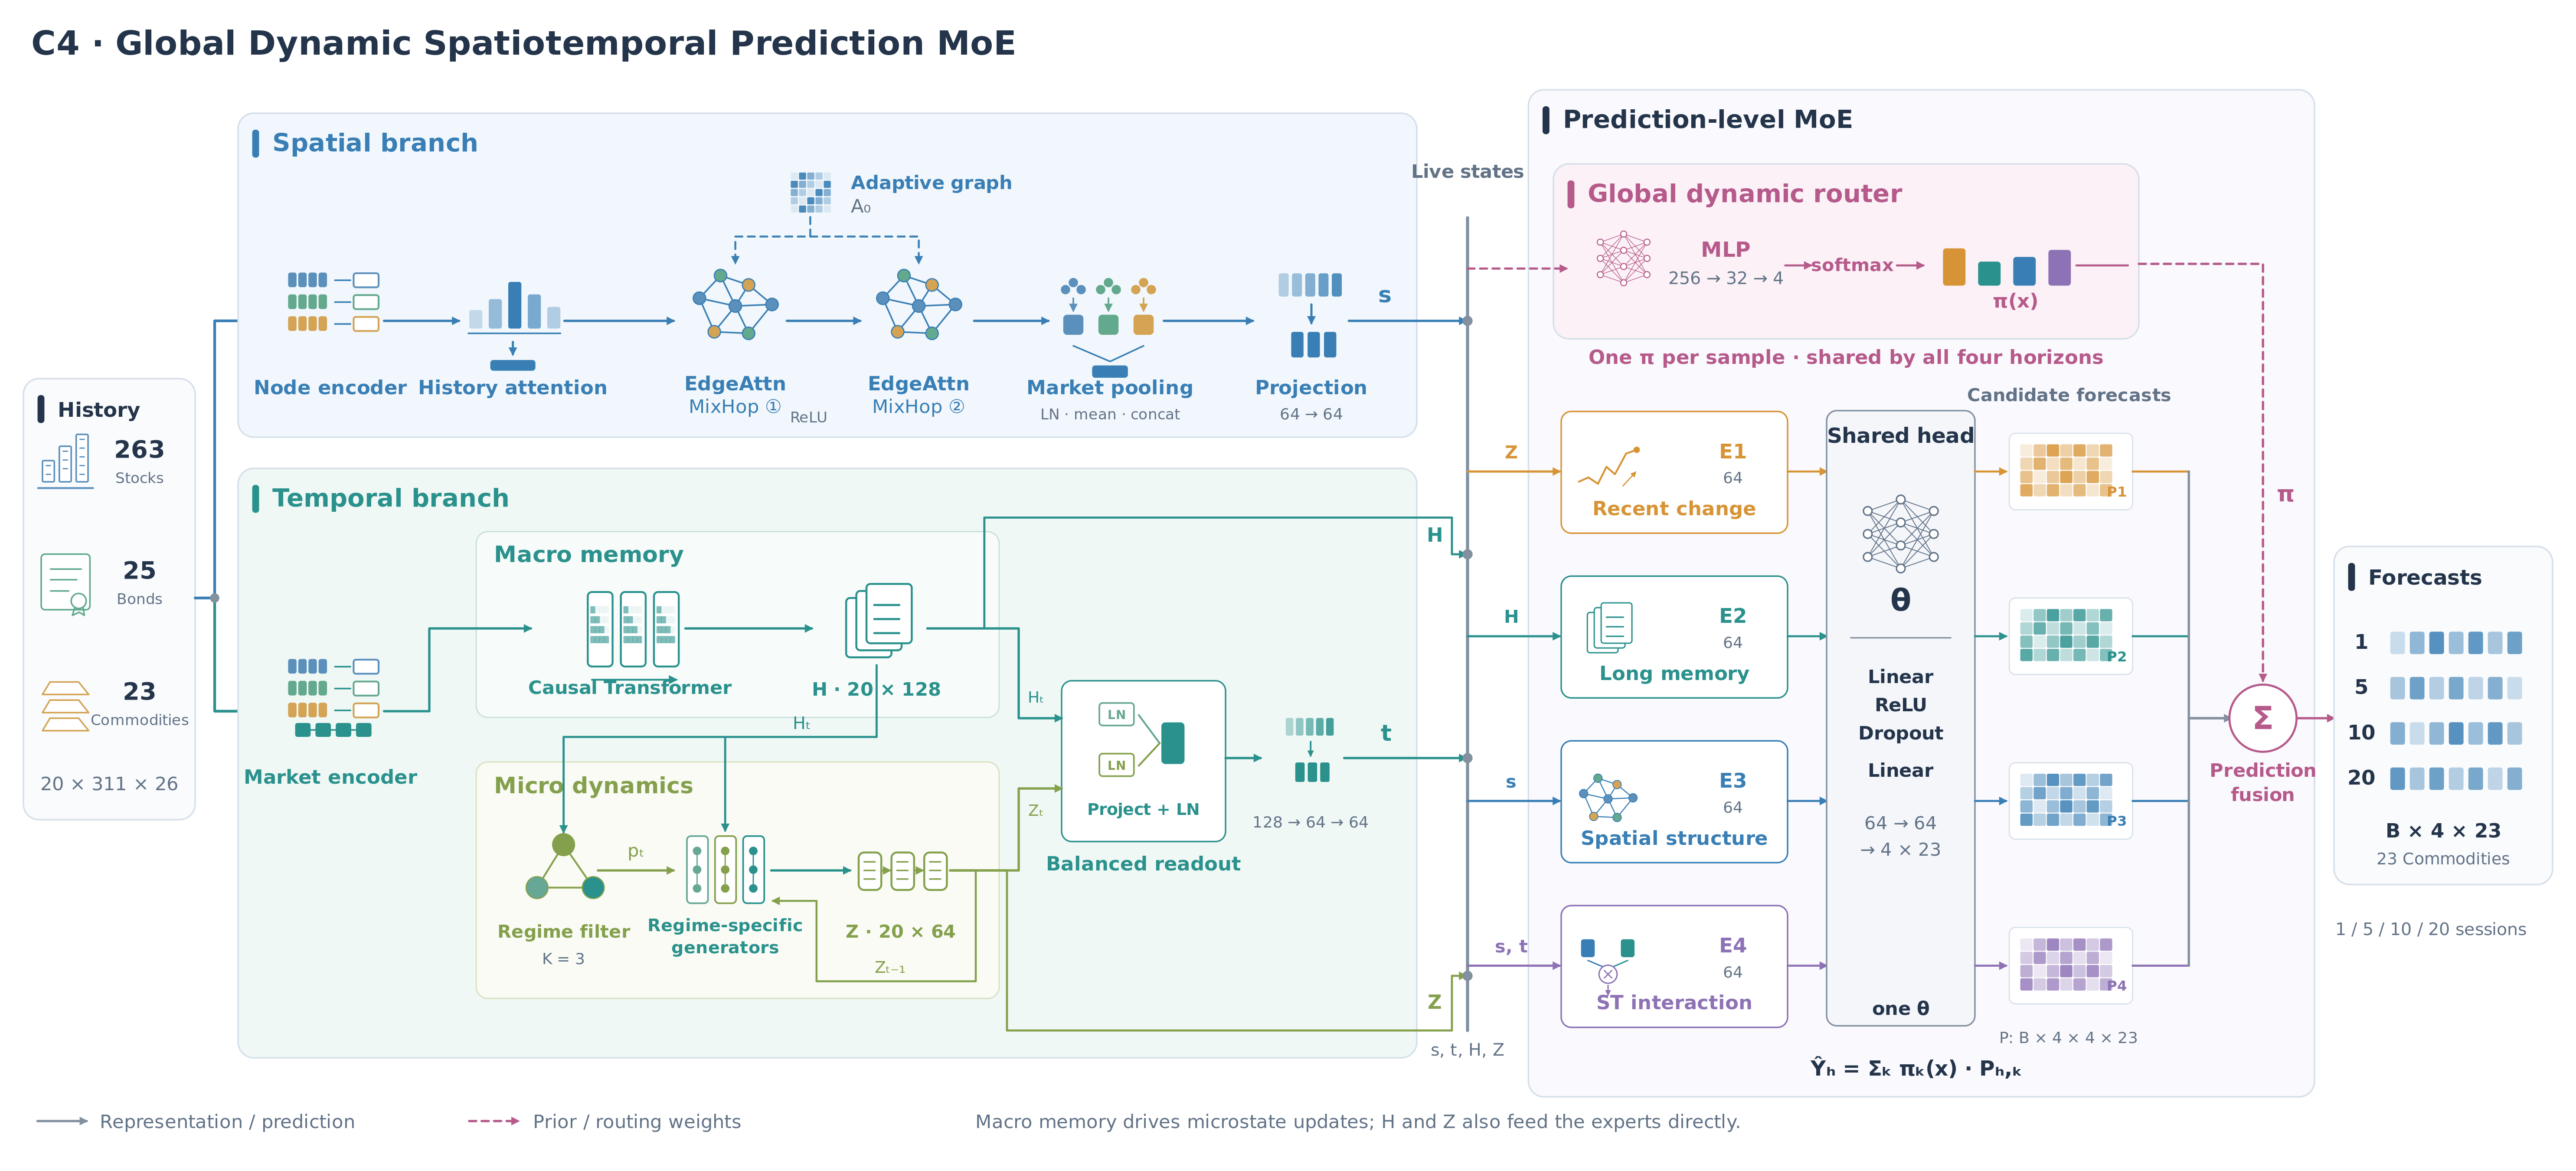 C4 · Global Dynamic Spatiotemporal Prediction MoE
History
263
Stocks
25
Bonds
23
Commodities
20 × 311 × 26
Spatial branch
Adaptive graph
A₀
Node encoder
History attention
EdgeAttn
MixHop ①
ReLU
EdgeAttn
MixHop ②
Market pooling
LN · mean · concat
Projection
64 → 64
s
Temporal branch
Market encoder
Macro memory
Causal Transformer
H · 20 × 128
Hₜ
Hₜ
Micro dynamics
pₜ
Regime filter
K = 3
Regime-specific
generators
Z · 20 × 64
Zₜ₋₁
Zₜ
LN
LN
Project + LN
Balanced readout
128 → 64 → 64
t
H
Z
Live states
s, t, H, Z
Prediction-level MoE
Global dynamic router
MLP
256 → 32 → 4
softmax
π(x)
One π per sample · shared by all four horizons
Candidate forecasts
Z
E1
64
Recent change
H
E2
64
Long memory
s
E3
64
Spatial structure
s, t
E4
64
ST interaction
Shared head
θ
Linear
ReLU
Dropout
Linear
64 → 64
→ 4 × 23
one θ
P1
P2
P3
P4
P: B × 4 × 4 × 23
Ŷₕ = Σₖ πₖ(x) · Pₕ,ₖ
π
Σ
Prediction
fusion
Forecasts
1
5
10
20
B × 4 × 23
23 Commodities
1 / 5 / 10 / 20 sessions
Representation / prediction
Prior / routing weights
Macro memory drives microstate updates; H and Z also feed the experts directly.